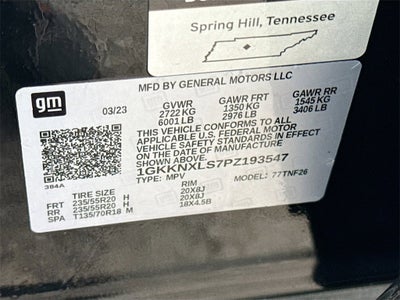 Spring Hill, Tennessee
MFD BY GENERAL MOTORS LLC
gm
03/23 GVWR GAWR FRT GAWR RR
2722 KG 1350 KG 1545 KG
6001 LB 2976 LB 3406 LB
THIS VEHICLE CONFORMS TO ALL
APPLICABLE U.S. FEDERAL MOTOR
VEHICLE SAFETY STANDARDS
IN EFFECT ON THE DATE OF MANUFACTURE
SHOWN ABOVE.
1GKKNXLS7PZ193547
TYPE: MPV MODEL: 77TNF26
384A
TIRE SIZE RIM
FRT 235/55R20 H 20X8J
RR 235/55R20 H 20X8J
SPA T135/70R18 M 18X4.5B